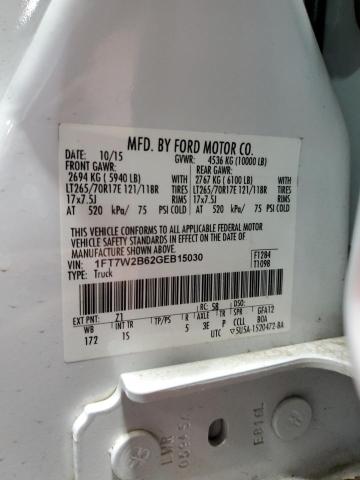 MFD. BY FORD MOTOR CO.
DATE: 10/15 GVWR: 4536 KG (10000 LB)
FRONT GAWR: REAR GAWR:
2694 KG (5940 LB) 2767 KG (6100 LB)
LT265/70R17E 121/118R TIRES LT265/70R17E 121/118R TIRES
17x7.5J RIMS 17x7.5J RIMS
AT 520 kPa/ 75 PSI COLD AT 520 kPa/ 75 PSI COLD
THIS VEHICLE CONFORMS TO ALL APPLICABLE FEDERAL MOTOR
VEHICLE SAFETY STANDARDS IN EFFECT ON THE DATE OF
MANUFACTURE SHOWN ABOVE.
VIN: 1FT7W2B62GEB15030 F1284
TYPE: Truck T1098
EXT PNT: Z1 RC: 58 DSO:
WB INT TR TP/PS R AXLE TR SPR GFA12
172 15 5 3E P CCLL BOA
UTC ▽5U5A-1520472-BA